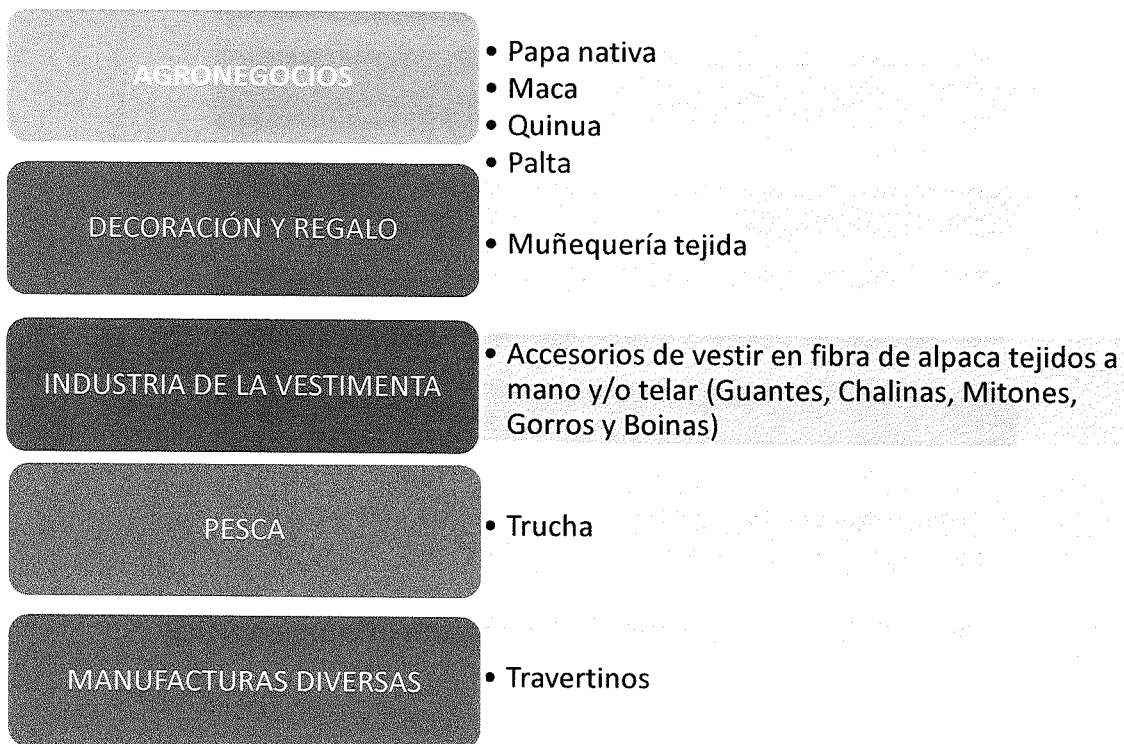 AGRONEGOCIOS
• Papa nativa
• Maca
• Quinua
• Palta
DECORACIÓN Y REGALO
• Muñequería tejida
INDUSTRIA DE LA VESTIMENTA
• Accesorios de vestir en fibra de alpaca tejidos a
mano y/o telar (Guantes, Chalinas, Mitones,
Gorros y Boinas)
PESCA
• Trucha
MANUFACTURAS DIVERSAS
• Travertinos